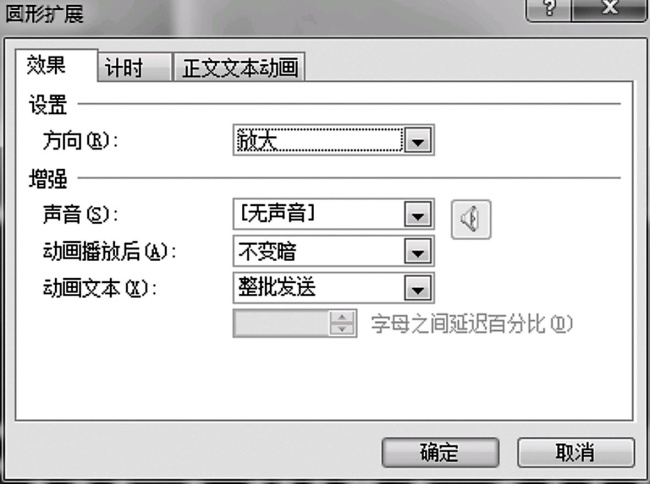 圆形扩展
?
效果 计时 正文文本动画
设置
方向(R): 放大
增强
声音(S): [无声音]
动画播放后(A): 不变暗
动画文本(X): 整批发送
字母之间延迟百分比(D)
确定 取消